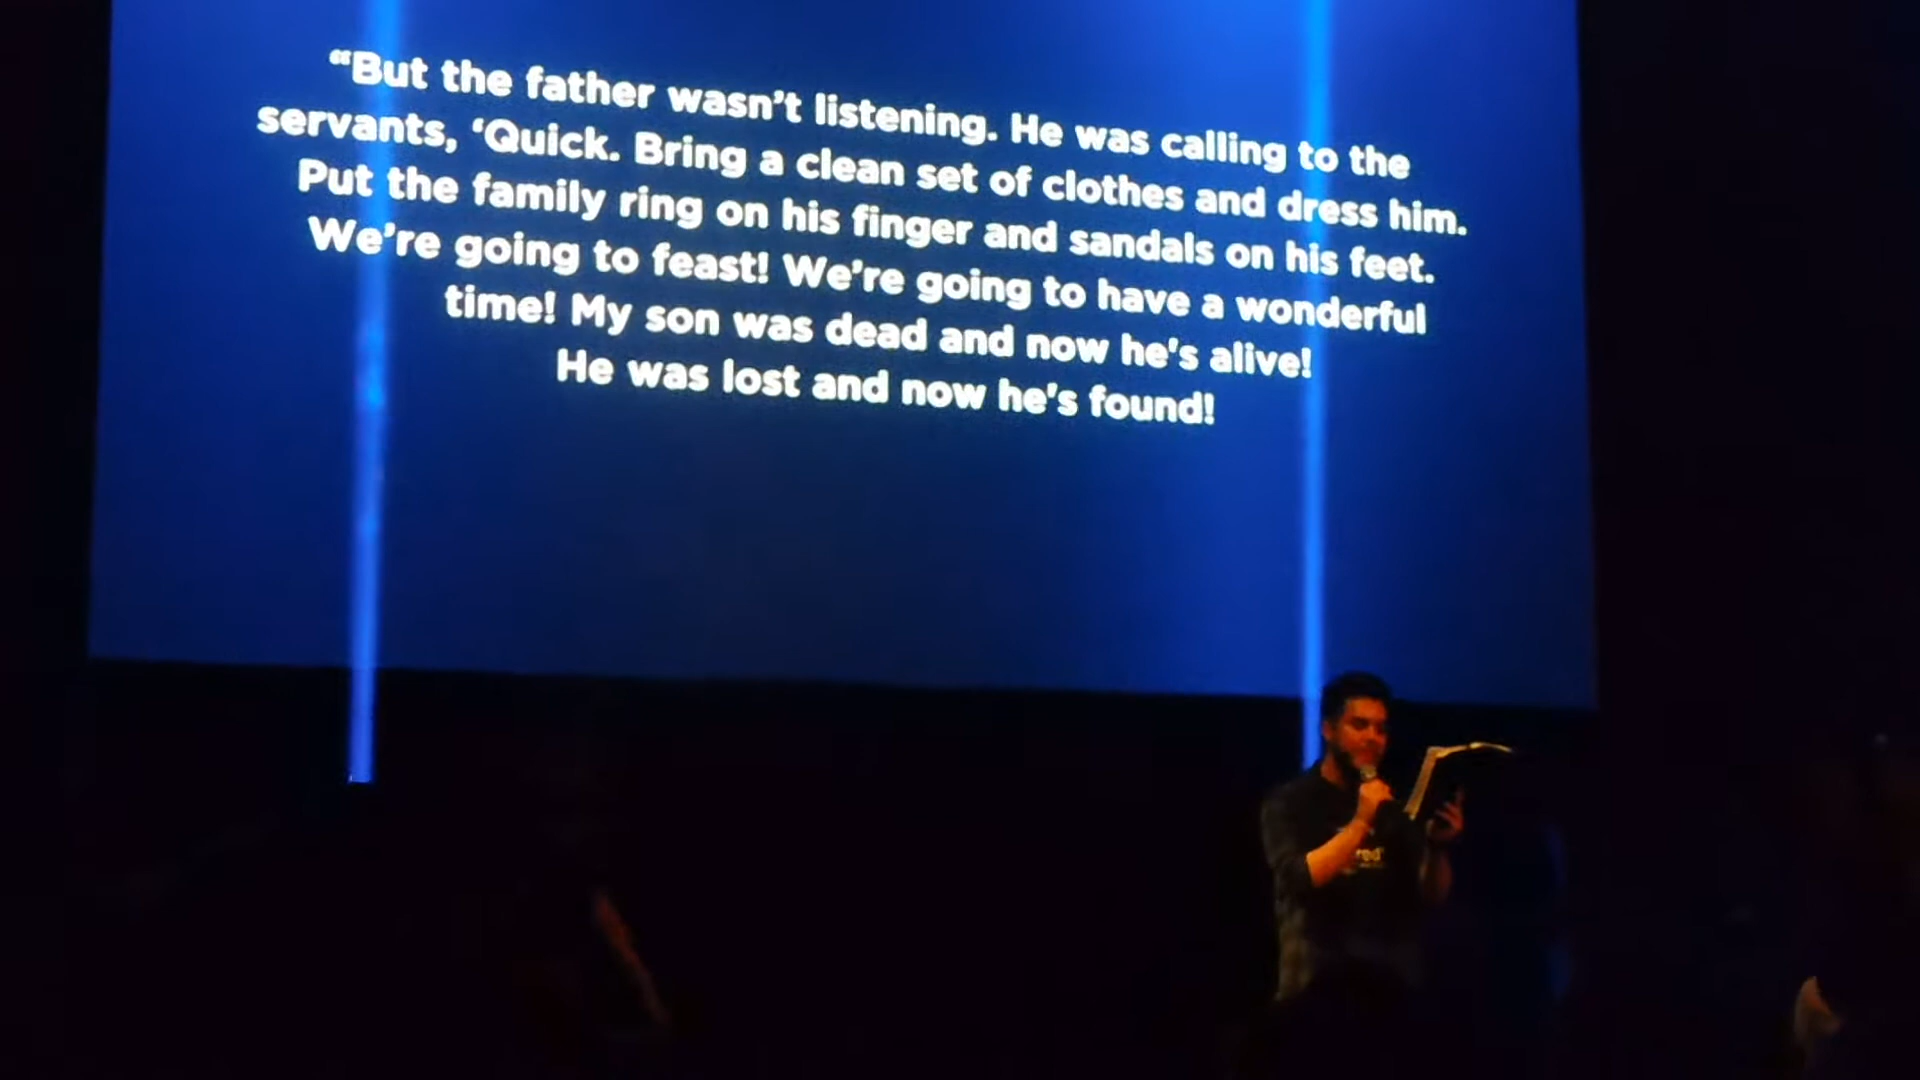 “But the father wasn’t listening. He was calling to the
servants, ‘Quick. Bring a clean set of clothes and dress him.
Put the family ring on his finger and sandals on his feet.
We’re going to feast! We’re going to have a wonderful
time! My son was dead and now he's alive!
He was lost and now he's found!